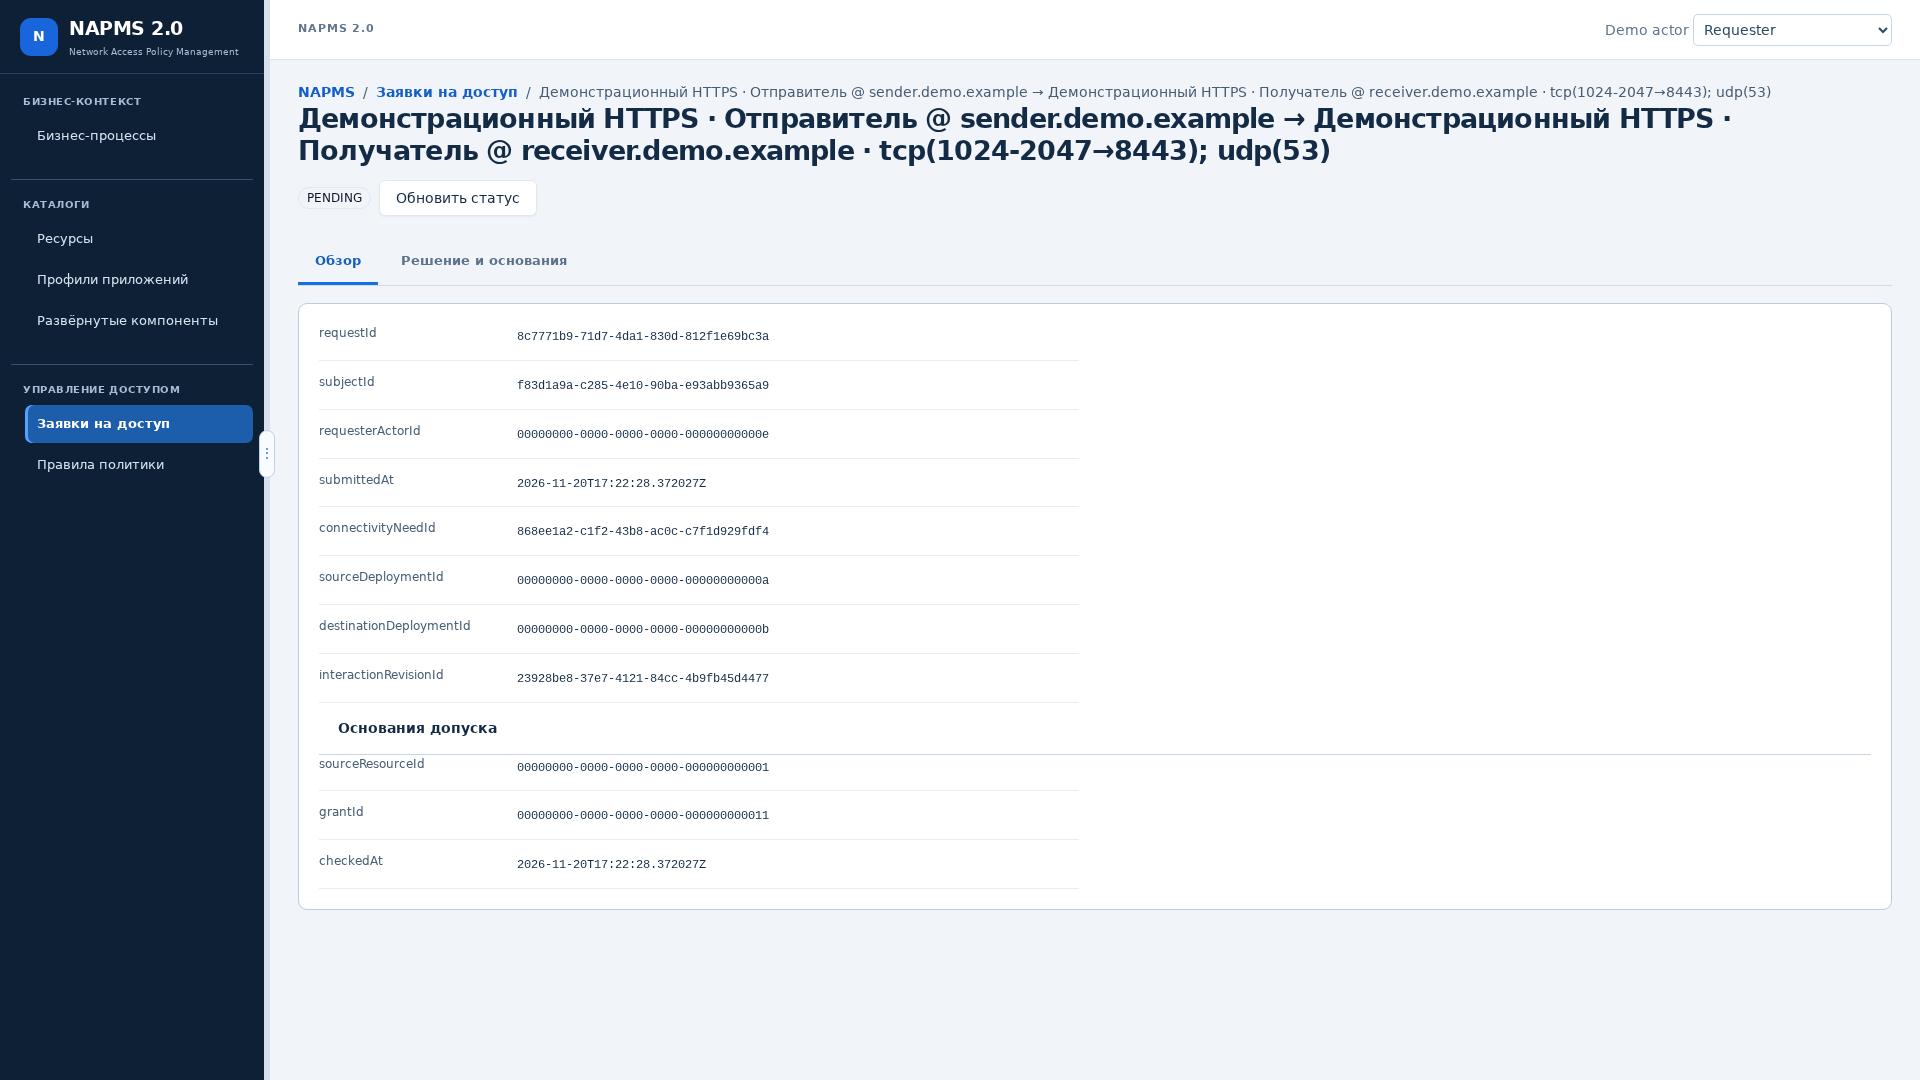 N
NAPMS 2.0
Network Access Policy Management
БИЗНЕС-КОНТЕКСТ
Бизнес-процессы
КАТАЛОГИ
Ресурсы
Профили приложений
Развёрнутые компоненты
УПРАВЛЕНИЕ ДОСТУПОМ
Заявки на доступ
Правила политики
NAPMS 2.0
Demo actor Requester
NAPMS / Заявки на доступ / Демонстрационный HTTPS · Отправитель @ sender.demo.example → Демонстрационный HTTPS · Получатель @ receiver.demo.example · tcp(1024-2047→8443); udp(53)
Демонстрационный HTTPS · Отправитель @ sender.demo.example → Демонстрационный HTTPS ·
Получатель @ receiver.demo.example · tcp(1024-2047→8443); udp(53)
PENDING Обновить статус
Обзор Решение и основания
requestId 8c7771b9-71d7-4da1-830d-812f1e69bc3a
subjectId f83d1a9a-c285-4e10-90ba-e93abb9365a9
requesterActorId 00000000-0000-0000-0000-00000000000e
submittedAt 2026-11-20T17:22:28.372027Z
connectivityNeedId 868ee1a2-c1f2-43b8-ac0c-c7f1d929fdf4
sourceDeploymentId 00000000-0000-0000-0000-00000000000a
destinationDeploymentId 00000000-0000-0000-0000-00000000000b
interactionRevisionId 23928be8-37e7-4121-84cc-4b9fb45d4477
Основания допуска
sourceResourceId 00000000-0000-0000-0000-000000000001
grantId 00000000-0000-0000-0000-000000000011
checkedAt 2026-11-20T17:22:28.372027Z